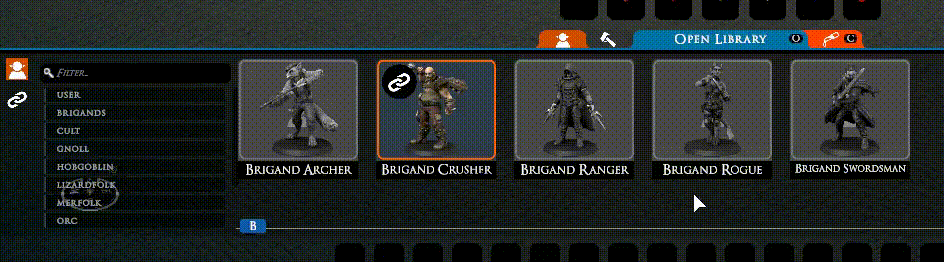 Open Library O C
Filter...
User
Brigands
Cult
Gnoll
Hobgoblin
Lizardfolk
Merfolk
Orc
Brigand Archer
Brigand Crusher
Brigand Ranger
Brigand Rogue
Brigand Swordsman
B